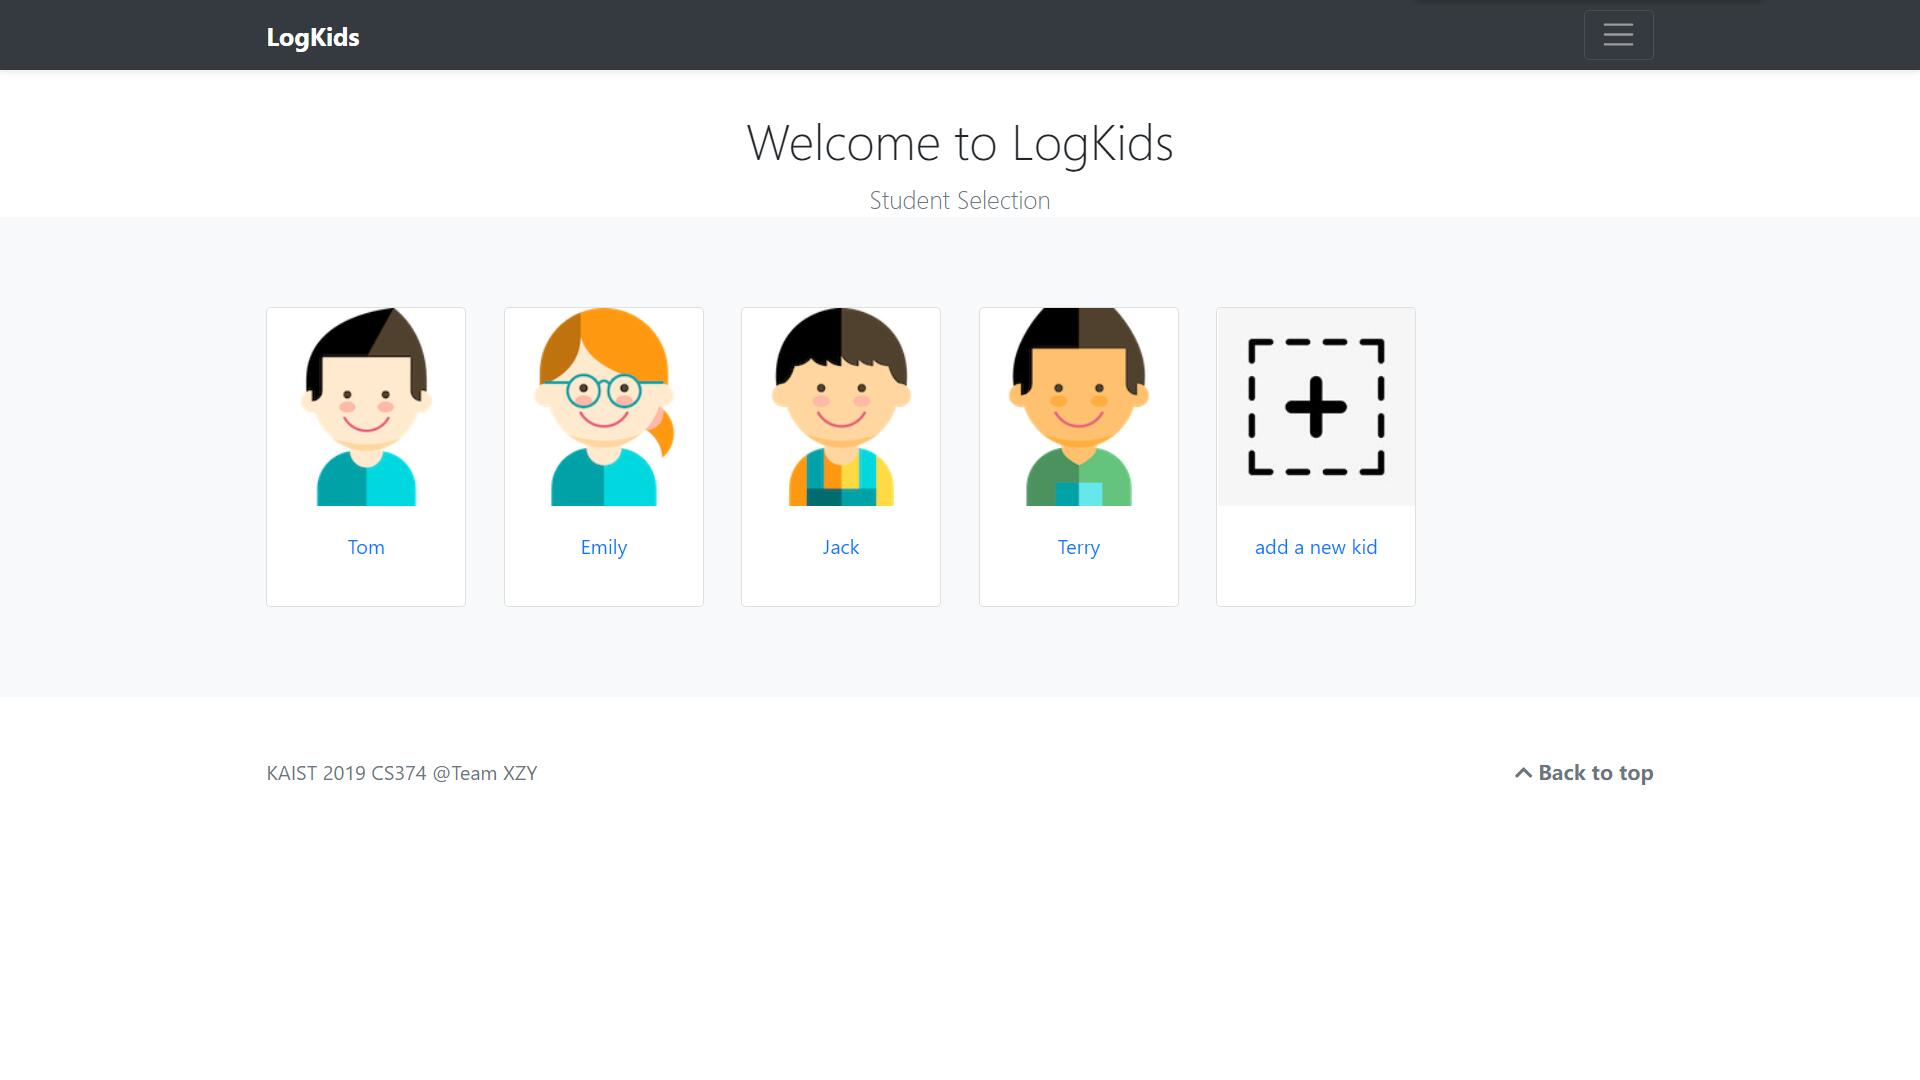 LogKids
Welcome to LogKids
Student Selection
Tom
Emily
Jack
Terry
add a new kid
KAIST 2019 CS374 @Team XZY
Back to top